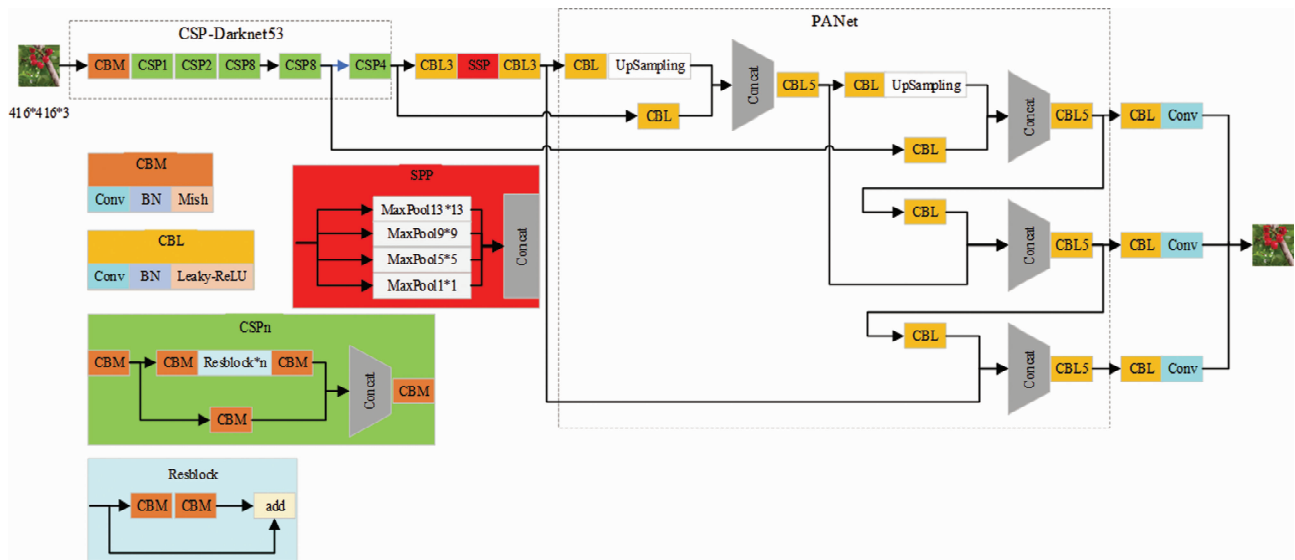 PANet
CSP-Darknet53
CBM CSP1 CSP2 CSP8 CSP8 CSP4 CBL3 SSP CBL3 CBL UpSampling Concat CBL5 CBL UpSampling Concat CBL5 CBL Conv
416*416*3
CBL
CBL
CBM
Conv BN Mish
SPP
MaxPool13*13
MaxPool9*9
MaxPool5*5
MaxPool1*1
Concat
CBL
Conv BN Leaky-ReLU
CBL
Concat
CBL5 CBL Conv
CSPn
CBM CBM Resblock*n CBM
CBM
Concat
CBM
CBL
Concat
CBL5 CBL Conv
Resblock
CBM CBM add